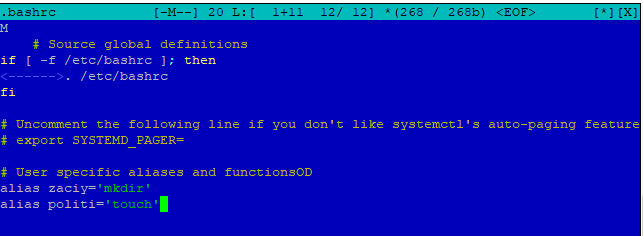 .bashrc [-M--] 20 L:[ 1+11 12/ 12] *(268 / 268b) <EOF> [*][X]
M
# Source global definitions
if [ -f /etc/bashrc ]; then
<------>. /etc/bashrc
fi
# Uncomment the following line if you don't like systemctl's auto-paging feature
# export SYSTEMD_PAGER=
# User specific aliases and functionsOD
alias zaciy='mkdir'
alias politi='touch'